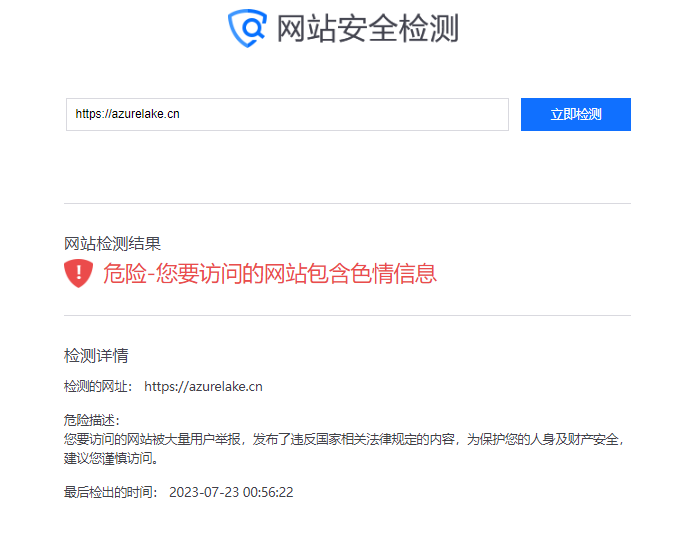 网站安全检测
https://azurelake.cn
立即检测
网站检测结果
危险-您要访问的网站包含色情信息
检测详情
检测的网址： https://azurelake.cn
危险描述：
您要访问的网站被大量用户举报，发布了违反国家相关法律规定的内容，为保护您的人身及财产安全，
建议您谨慎访问。
最后检出的时间： 2023-07-23 00:56:22